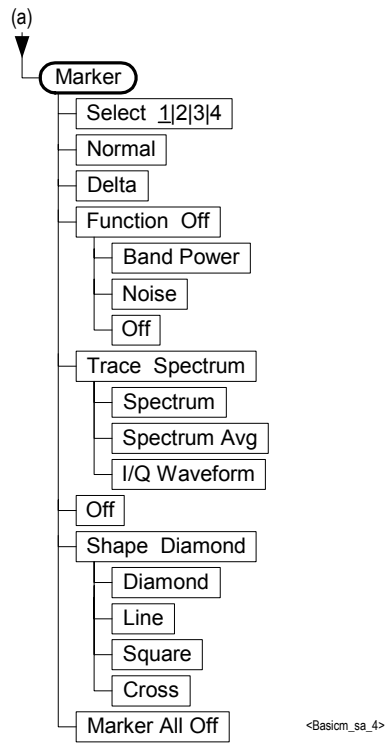 (a)
Marker
Select 1|2|3|4
Normal
Delta
Function Off
Band Power
Noise
Off
Trace Spectrum
Spectrum
Spectrum Avg
I/Q Waveform
Off
Shape Diamond
Diamond
Line
Square
Cross
Marker All Off
<Basicm_sa_4>